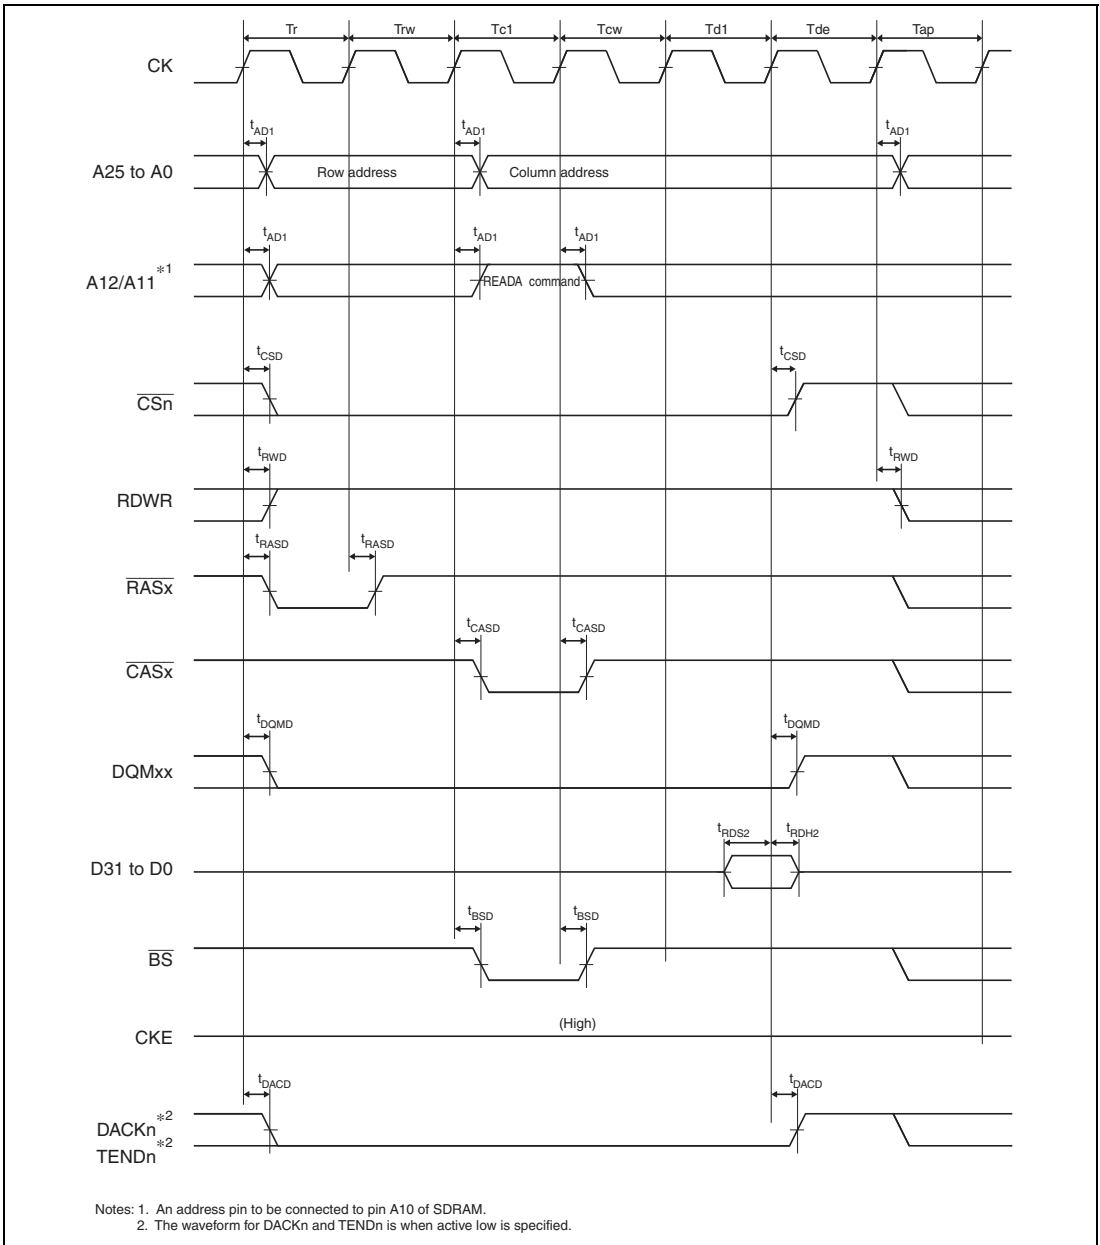 Tr Trw Tc1 Tcw Td1 Tde Tap
CK
tAD1 tAD1 tAD1
A25 to A0 Row address Column address
tAD1 tAD1 tAD1
A12/A11*1 READA command
tCSD tCSD
CSn
tRWD tRWD
RDWR
tRASD tRASD
RASx
tCASD tCASD
CASx
tDQMD tDQMD
DQMxx
tRDS2 tRDH2
D31 to D0
tBSD tBSD
BS
(High)
CKE
tDACD tDACD
DACKn*2
TENDn*2
Notes: 1. An address pin to be connected to pin A10 of SDRAM.
2. The waveform for DACKn and TENDn is when active low is specified.